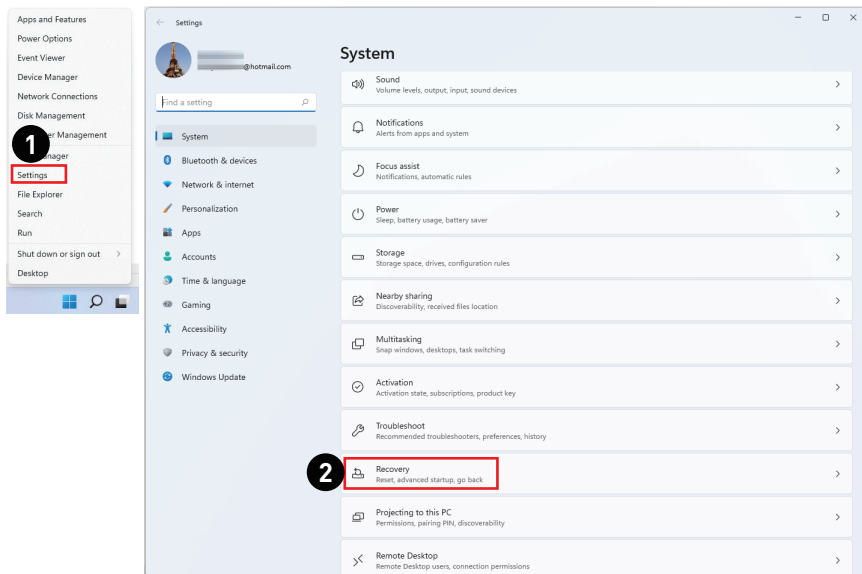 Apps and Features
Power Options
Event Viewer
Device Manager
Network Connections
Disk Management
Management
1
Settings
File Explorer
Search
Run
Shut down or sign out
Desktop
Settings
@hotmail.com
Find a setting
System
Bluetooth & devices
Network & internet
Personalization
Apps
Accounts
Time & language
Gaming
Accessibility
Privacy & security
Windows Update
System
Sound
Volume levels, output, input, sound devices
Notifications
Alerts from apps and system
Focus assist
Notifications, automatic rules
Power
Sleep, battery usage, battery saver
Storage
Storage space, drives, configuration rules
Nearby sharing
Discoverability, received files location
Multitasking
Snap windows, desktops, task switching
Activation
Activation state, subscriptions, product key
Troubleshoot
Recommended troubleshooters, preferences, history
2
Recovery
Reset, advanced startup, go back
Projecting to this PC
Permissions, pairing PIN, discoverability
Remote Desktop
Remote Desktop users, connection permissions